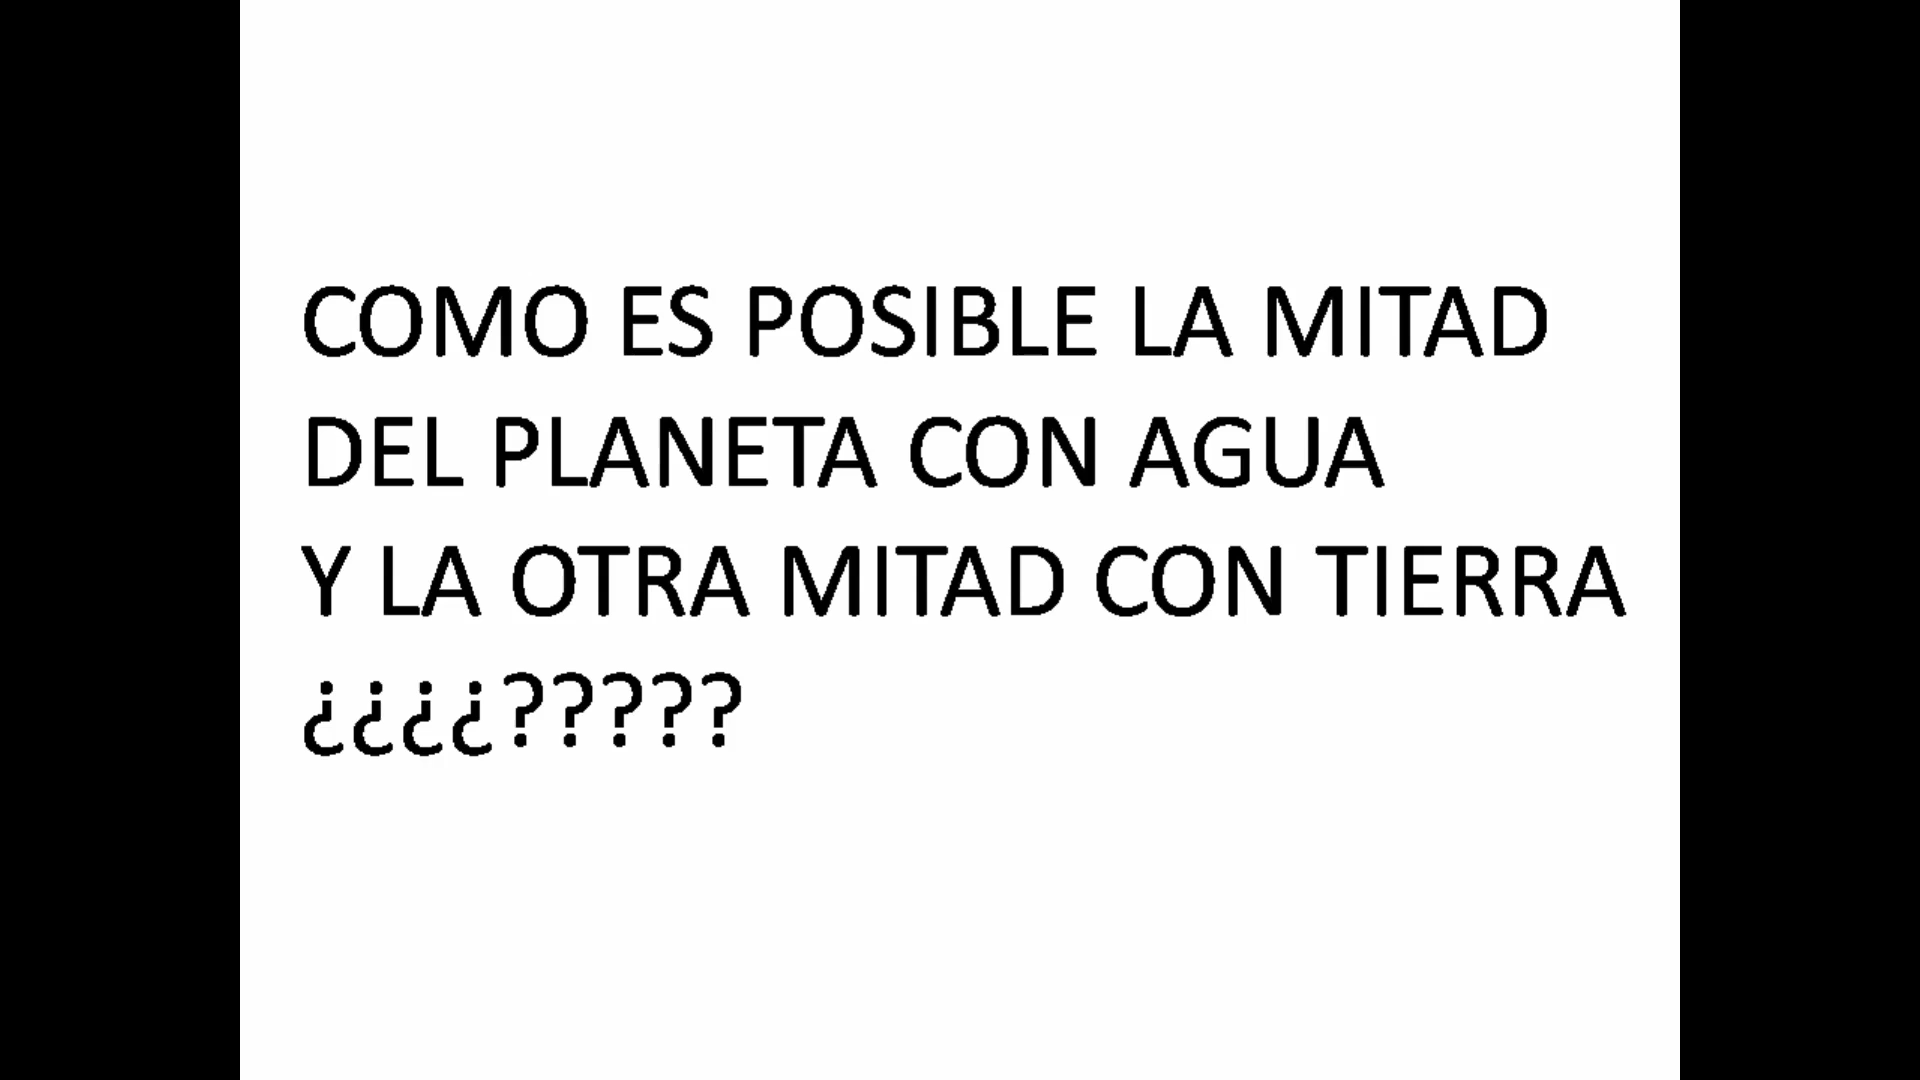 COMO ES POSIBLE LA MITAD
DEL PLANETA CON AGUA
Y LA OTRA MITAD CON TIERRA
¿¿¿¿?????